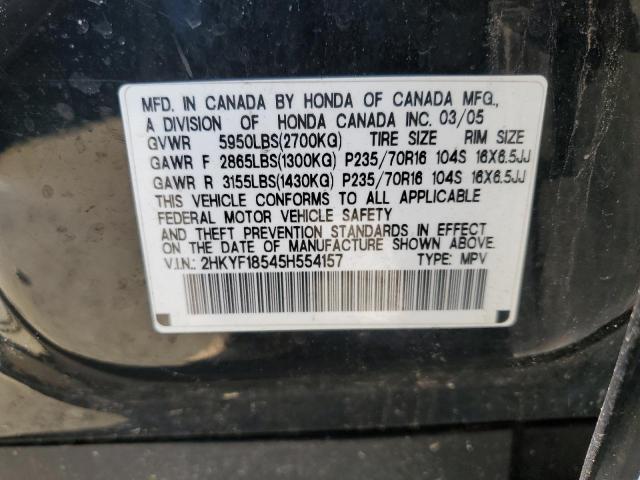 MFD. IN CANADA BY HONDA OF CANADA MFG.,
A DIVISION OF HONDA CANADA INC. 03/05
GVWR 5950LBS(2700KG) TIRE SIZE RIM SIZE
GAWR F 2865LBS(1300KG) P235/70R16 104S 16X6.5JJ
GAWR R 3155LBS(1430KG) P235/70R16 104S 16X6.5JJ
THIS VEHICLE CONFORMS TO ALL APPLICABLE
FEDERAL MOTOR VEHICLE SAFETY
AND THEFT PREVENTION STANDARDS IN EFFECT
ON THE DATE OF MANUFACTURE SHOWN ABOVE.
V.I.N.: 2HKYF18545H554157 TYPE: MPV